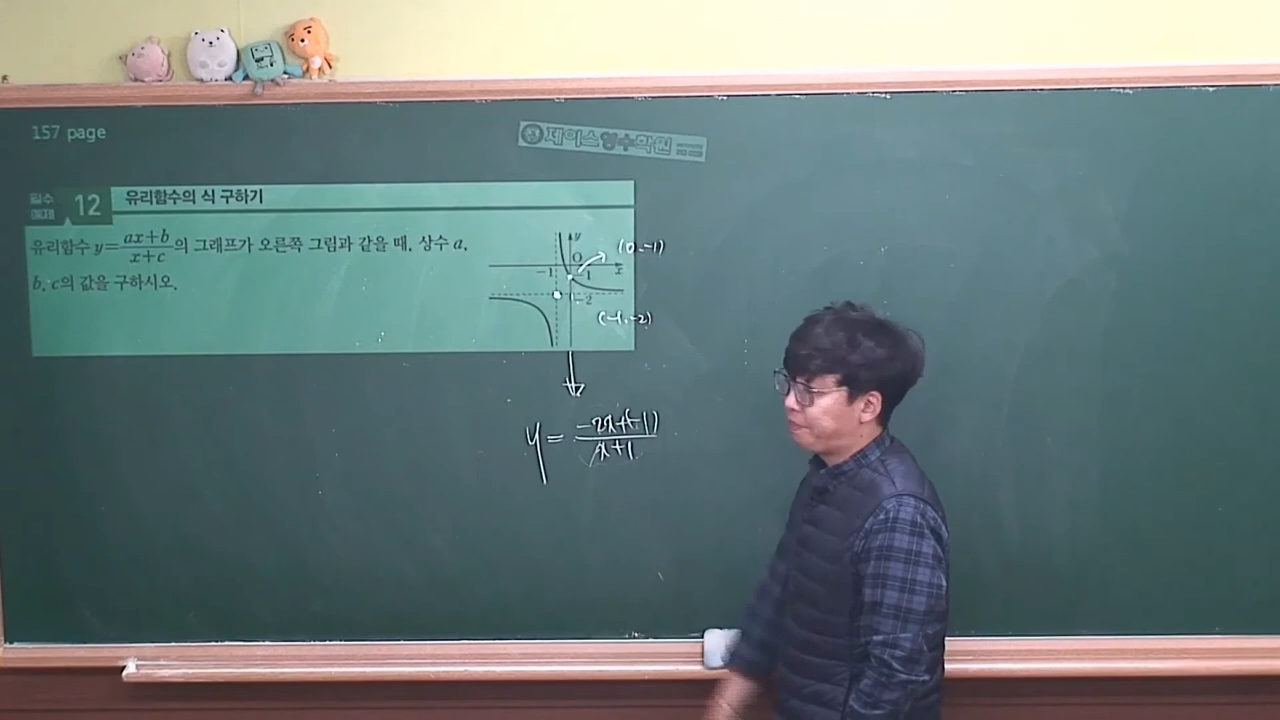 157 page
제이스영수학원
필수 예제 12 유리함수의 식 구하기
유리함수 y=\frac{ax+b}{x+c}의 그래프가 오른쪽 그림과 같을 때, 상수 a,
b, c의 값을 구하시오.
y
(0,-1)
O
-1
-1
x
-2
(-1,-2)
y=\frac{-2x+(-1)}{x+1}